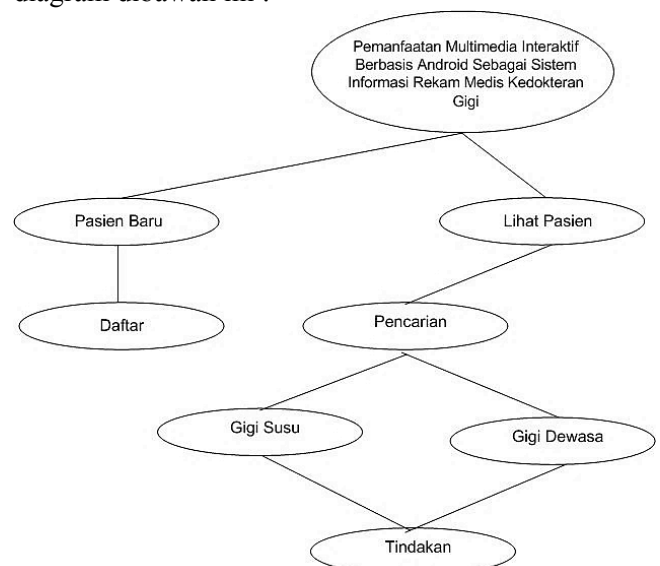 diagram dibawah ini :
Pemanfaatan Multimedia Interaktif
Berbasis Android Sebagai Sistem
Informasi Rekam Medis Kedokteran
Gigi
Pasien Baru
Lihat Pasien
Daftar
Pencarian
Gigi Susu
Gigi Dewasa
Tindakan